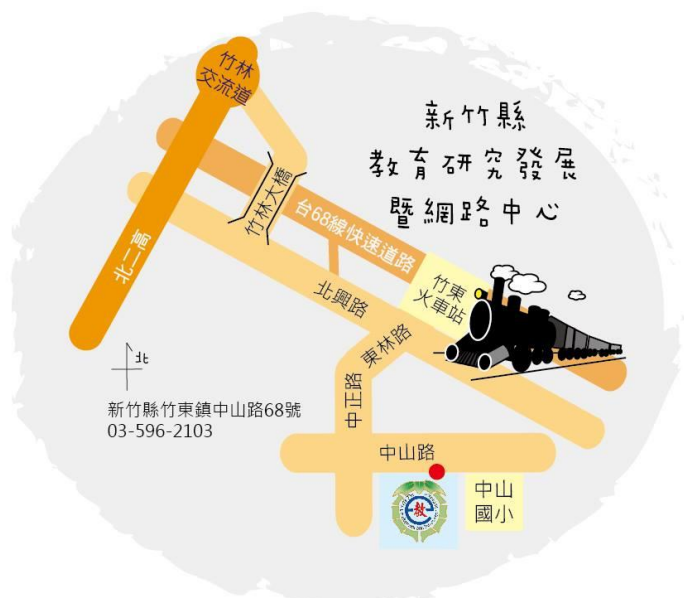 竹林
交流道
新竹縣
教育研究發展
暨網路中心
竹林大橋
台68線快速道路
北二高
北興路
竹東
火車站
東林路
中正路
北
新竹縣竹東鎮中山路68號
03-596-2103
中山路
中山
國小
教